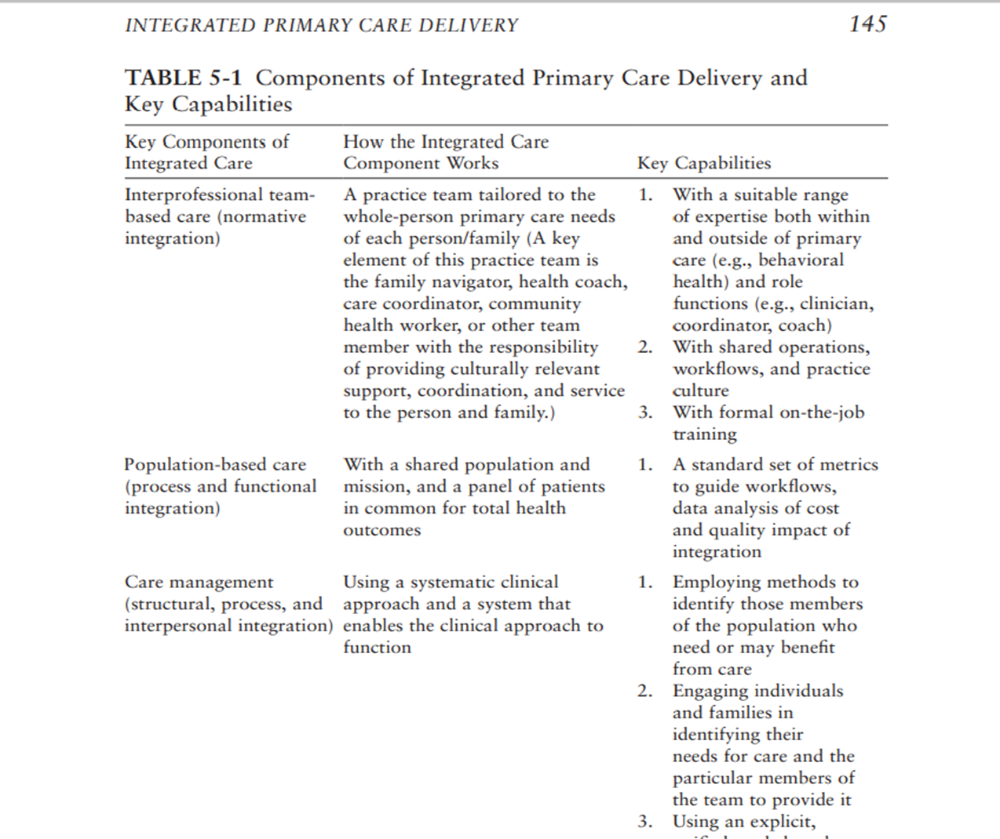 INTEGRATED PRIMARY CARE DELIVERY 145
TABLE 5-1 Components of Integrated Primary Care Delivery and
Key Capabilities
Key Components of
Integrated Care
How the Integrated Care
Component Works
Key Capabilities
Interprofessional team-
based care (normative
integration)
A practice team tailored to the
whole-person primary care needs
of each person/family (A key
element of this practice team is
the family navigator, health coach,
care coordinator, community
health worker, or other team
member with the responsibility
of providing culturally relevant
support, coordination, and service
to the person and family.)
1. With a suitable range
of expertise both within
and outside of primary
care (e.g., behavioral
health) and role
functions (e.g., clinician,
coordinator, coach)
2. With shared operations,
workflows, and practice
culture
3. With formal on-the-job
training
Population-based care
(process and functional
integration)
With a shared population and
mission, and a panel of patients
in common for total health
outcomes
1. A standard set of metrics
to guide workflows,
data analysis of cost
and quality impact of
integration
Care management
(structural, process, and
interpersonal integration)
Using a systematic clinical
approach and a system that
enables the clinical approach to
function
1. Employing methods to
identify those members
of the population who
need or may benefit
from care
2. Engaging individuals
and families in
identifying their
needs for care and the
particular members of
the team to provide it
3. Using an explicit,